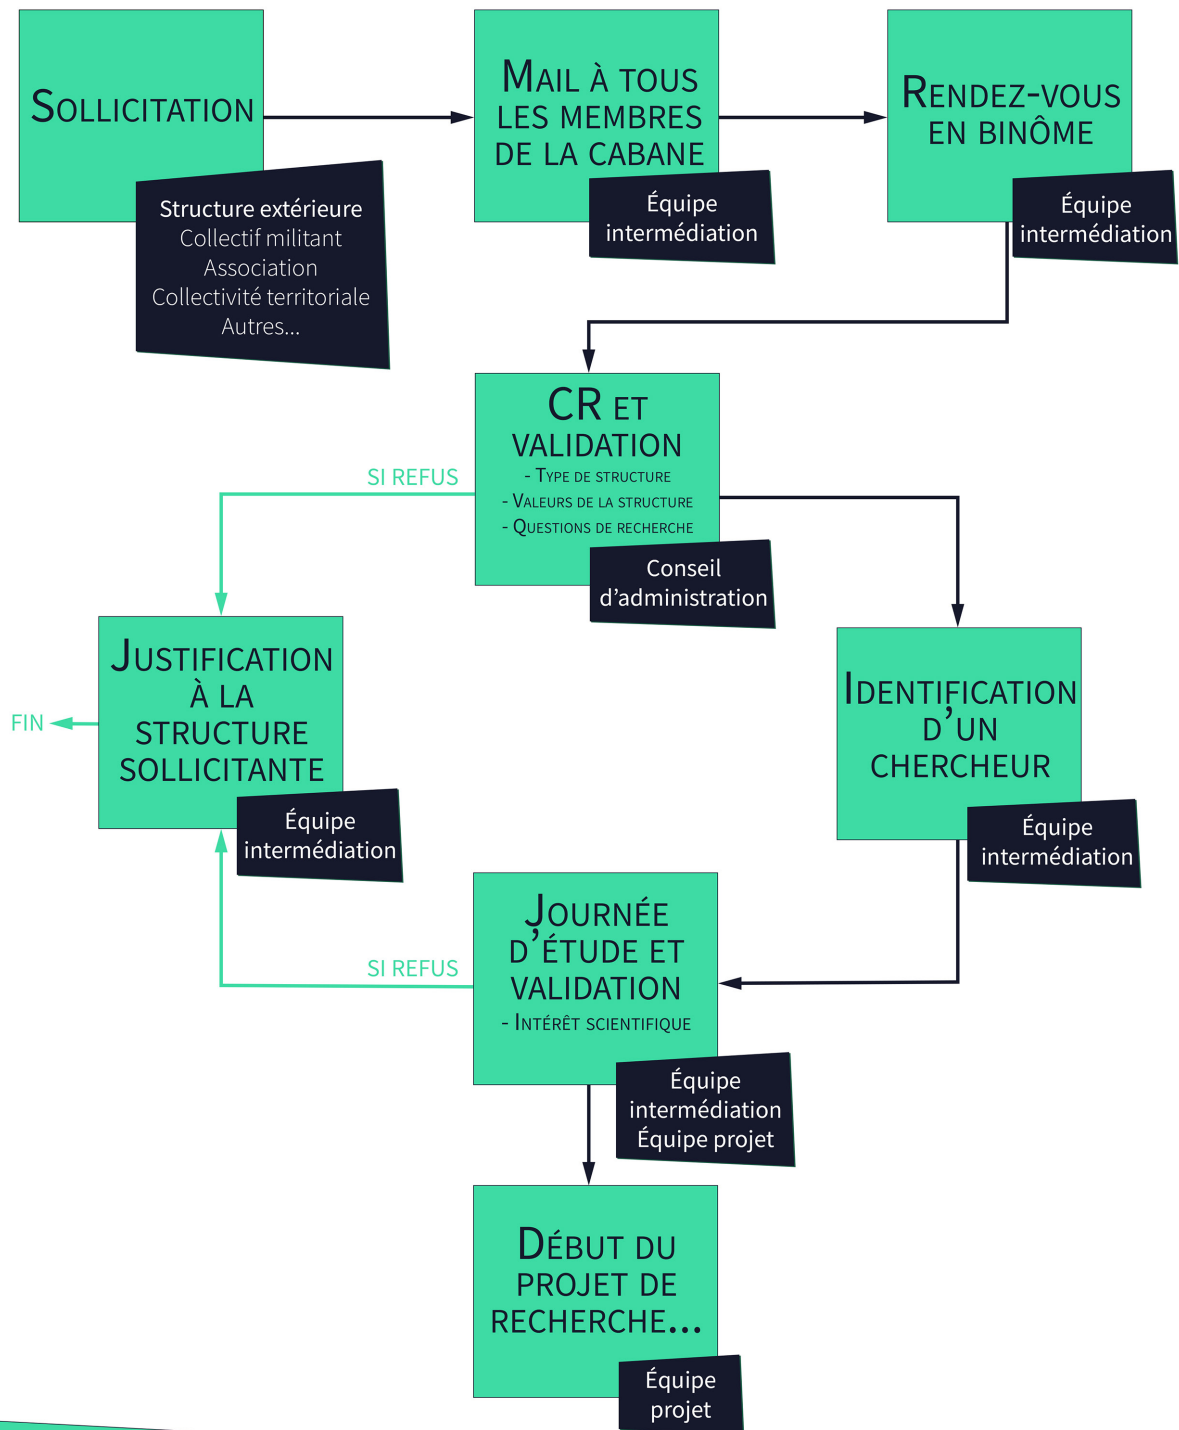 Sollicitation
Structure extérieure
Collectif militant
Association
Collectivité territoriale
Autres...
Mail à tous
les membres
de la cabane
Équipe
intermédiation
Rendez-vous
en binôme
Équipe
intermédiation
CR et
validation
- Type de structure
- Valeurs de la structure
- Questions de recherche
Conseil
d’administration
SI REFUS
Justification
à la
structure
sollicitante
Équipe
intermédiation
FIN
Identification
d’un
chercheur
Équipe
intermédiation
Journée
d’étude et
validation
- Intérêt scientifique
Équipe
intermédiation
Équipe projet
SI REFUS
Début du
projet de
recherche...
Équipe
projet